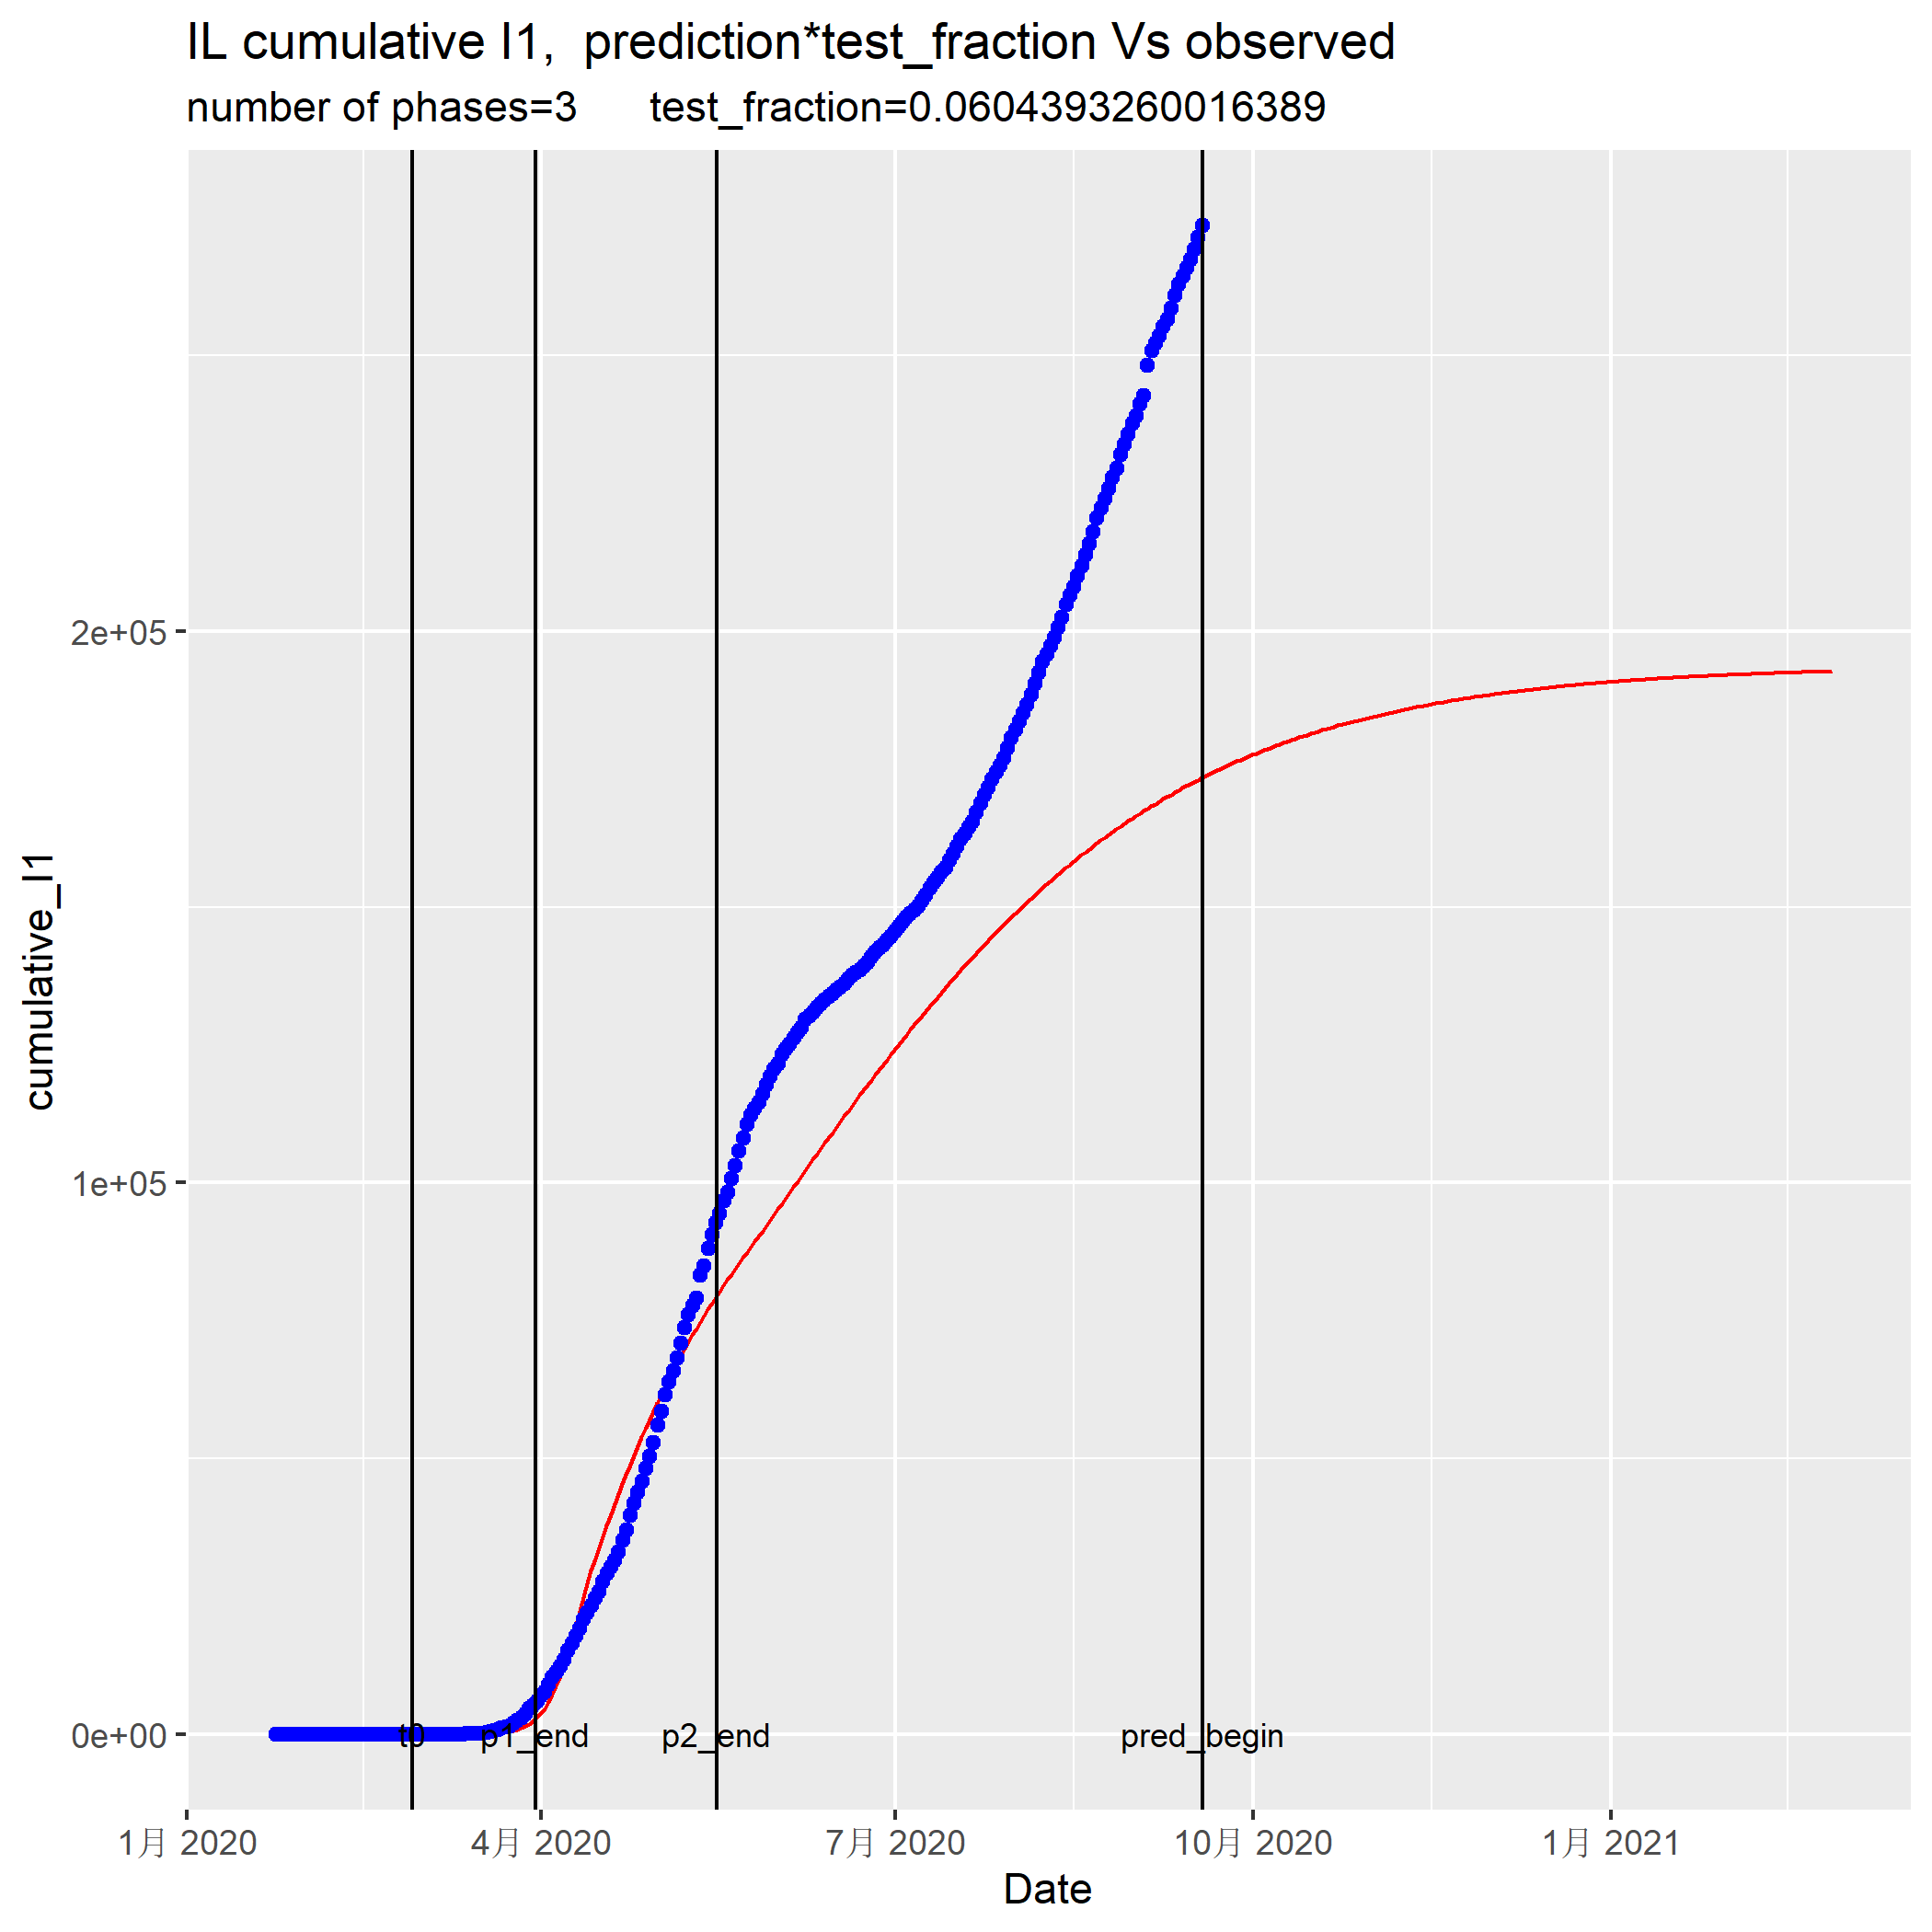 IL cumulative I1,  prediction*test_fraction Vs observed
number of phases=3      test_fraction=0.0604393260016389
cumulative_I1
2e+05
1e+05
0e+00
t0 p1_end p2_end pred_begin
1月 2020 4月 2020 7月 2020 10月 2020 1月 2021
Date